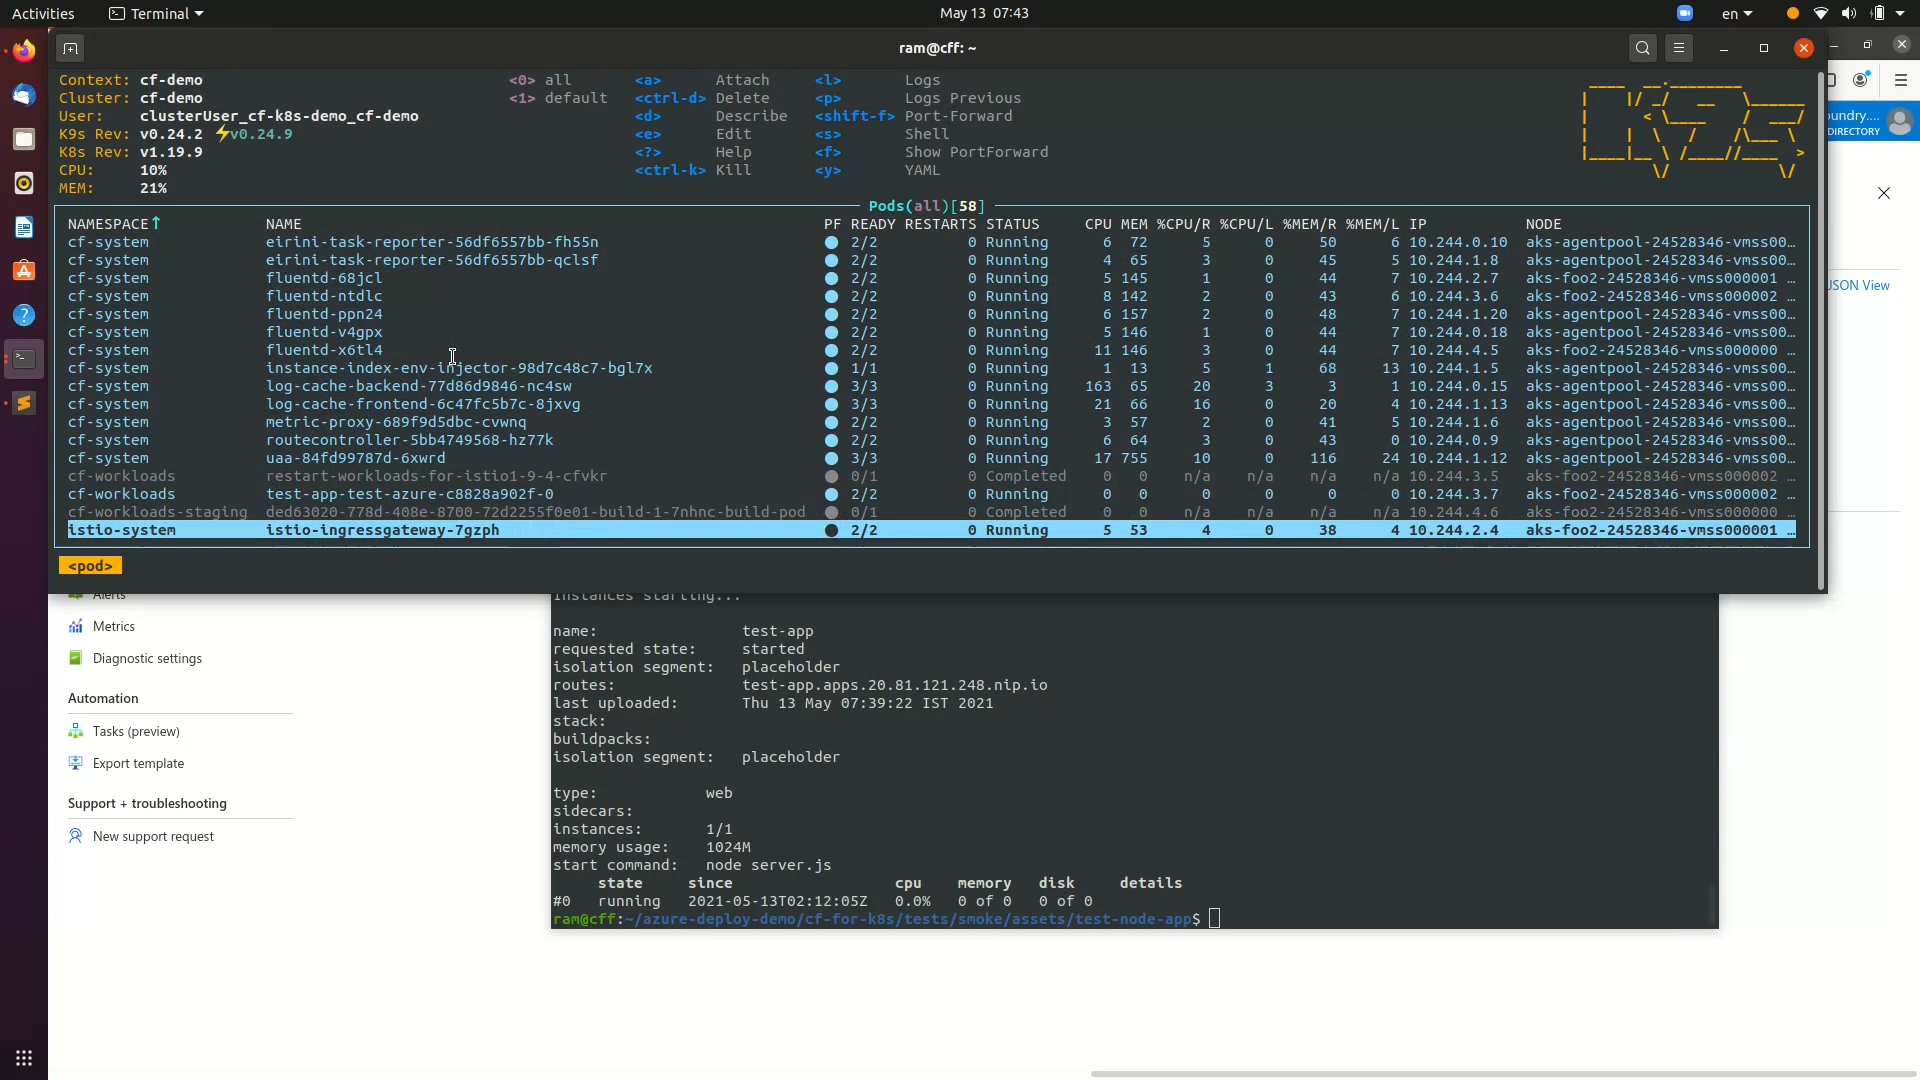 Activities Terminal May 13 07:43 en
ram@cff: ~
Context: cf-demo <0> all <a> Attach <l> Logs
Cluster: cf-demo <1> default <ctrl-d> Delete <p> Logs Previous
User: clusterUser_cf-k8s-demo_cf-demo <d> Describe <shift-f> Port-Forward
K9s Rev: v0.24.2 ⚡v0.24.9 <e> Edit <s> Shell
K8s Rev: v1.19.9 <?> Help <f> Show PortForward
CPU: 10% <ctrl-k> Kill <y> YAML
MEM: 21%
oundry....
DIRECTORY
Pods(all)[58]
NAMESPACE↑ NAME PF READY RESTARTS STATUS CPU MEM %CPU/R %CPU/L %MEM/R %MEM/L IP NODE
cf-system eirini-task-reporter-56df6557bb-fh55n ● 2/2 0 Running 6 72 5 0 50 6 10.244.0.10 aks-agentpool-24528346-vmss00…
cf-system eirini-task-reporter-56df6557bb-qclsf ● 2/2 0 Running 4 65 3 0 45 5 10.244.1.8 aks-agentpool-24528346-vmss00…
cf-system fluentd-68jcl ● 2/2 0 Running 5 145 1 0 44 7 10.244.2.7 aks-foo2-24528346-vmss000001 …
cf-system fluentd-ntdlc ● 2/2 0 Running 8 142 2 0 43 6 10.244.3.6 aks-foo2-24528346-vmss000002 …
cf-system fluentd-ppn24 ● 2/2 0 Running 6 157 2 0 48 7 10.244.1.20 aks-agentpool-24528346-vmss00…
cf-system fluentd-v4gpx ● 2/2 0 Running 5 146 1 0 44 7 10.244.0.18 aks-agentpool-24528346-vmss00…
cf-system fluentd-x6tl4 ● 2/2 0 Running 11 146 3 0 44 7 10.244.4.5 aks-foo2-24528346-vmss000000 …
cf-system instance-index-env-injector-98d7c48c7-bgl7x ● 1/1 0 Running 1 13 5 1 68 13 10.244.1.5 aks-agentpool-24528346-vmss00…
cf-system log-cache-backend-77d86d9846-nc4sw ● 3/3 0 Running 163 65 20 3 3 1 10.244.0.15 aks-agentpool-24528346-vmss00…
cf-system log-cache-frontend-6c47fc5b7c-8jxvg ● 3/3 0 Running 21 66 16 0 20 4 10.244.1.13 aks-agentpool-24528346-vmss00…
cf-system metric-proxy-689f9d5dbc-cvwnq ● 2/2 0 Running 3 57 2 0 41 5 10.244.1.6 aks-agentpool-24528346-vmss00…
cf-system routecontroller-5bb4749568-hz77k ● 2/2 0 Running 6 64 3 0 43 0 10.244.0.9 aks-agentpool-24528346-vmss00…
cf-system uaa-84fd99787d-6xwrd ● 3/3 0 Running 17 755 10 0 116 24 10.244.1.12 aks-agentpool-24528346-vmss00…
cf-workloads restart-workloads-for-istio1-9-4-cfvkr ● 0/1 0 Completed 0 0 n/a n/a n/a n/a 10.244.3.5 aks-foo2-24528346-vmss000002 …
cf-workloads test-app-test-azure-c8828a902f-0 ● 2/2 0 Running 0 0 0 0 0 0 10.244.3.7 aks-foo2-24528346-vmss000002 …
cf-workloads-staging ded63020-778d-408e-8700-72d2255f0e01-build-1-7nhnc-build-pod ● 0/1 0 Completed 0 0 n/a n/a n/a n/a 10.244.4.6 aks-foo2-24528346-vmss000000 …
istio-system istio-ingressgateway-7gzph ● 2/2 0 Running 5 53 4 0 38 4 10.244.2.4 aks-foo2-24528346-vmss000001 …
JSON View
<pod>
Alerts
Metrics
Diagnostic settings
Automation
Tasks (preview)
Export template
Support + troubleshooting
New support request
Instances starting...
name: test-app
requested state: started
isolation segment: placeholder
routes: test-app.apps.20.81.121.248.nip.io
last uploaded: Thu 13 May 07:39:22 IST 2021
stack:
buildpacks:
isolation segment: placeholder
type: web
sidecars:
instances: 1/1
memory usage: 1024M
start command: node server.js
state since cpu memory disk details
#0 running 2021-05-13T02:12:05Z 0.0% 0 of 0 0 of 0
ram@cff:~/azure-deploy-demo/cf-for-k8s/tests/smoke/assets/test-node-app$